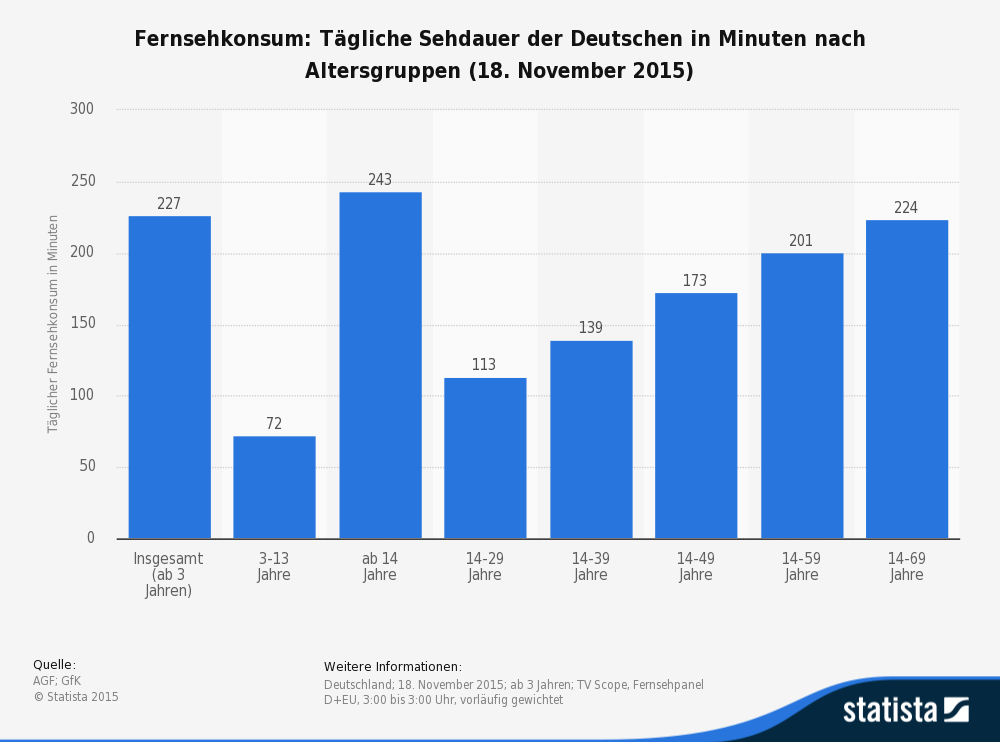 Fernsehkonsum: Tägliche Sehdauer der Deutschen in Minuten nach
Altersgruppen (18. November 2015)
Täglicher Fernsehkonsum in Minuten
300
250
200
150
100
50
0
227
72
243
113
139
173
201
224
Insgesamt
(ab 3
Jahren)
3-13
Jahre
ab 14
Jahre
14-29
Jahre
14-39
Jahre
14-49
Jahre
14-59
Jahre
14-69
Jahre
Quelle:
AGF; GfK
© Statista 2015
Weitere Informationen:
Deutschland; 18. November 2015; ab 3 Jahren; TV Scope, Fernsehpanel
D+EU, 3:00 bis 3:00 Uhr, vorläufig gewichtet
statista